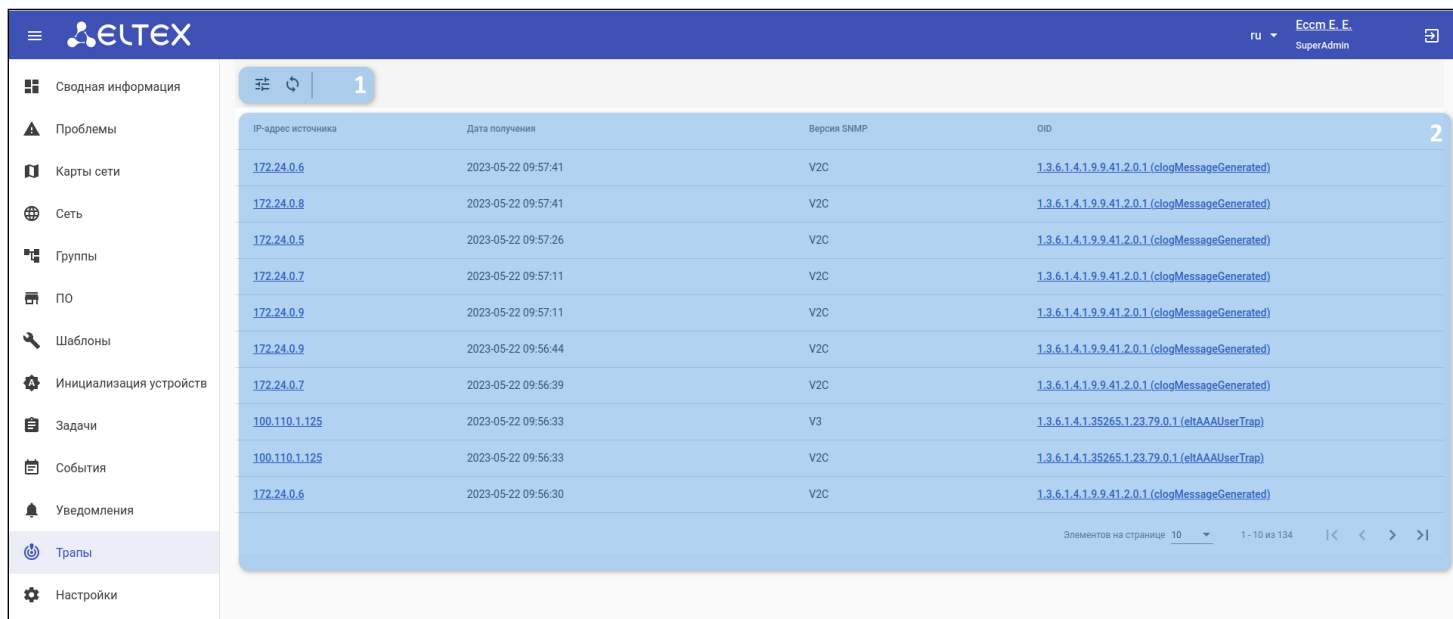 ELTEX
ru
Eccm E. E.
SuperAdmin
Сводная информация
Проблемы
Карты сети
Сеть
Группы
ПО
Шаблоны
Инициализация устройств
Задачи
События
Уведомления
Трапы
Настройки
1
IP-адрес источника Дата получения Версия SNMP OID 2
172.24.0.6 2023-05-22 09:57:41 V2C 1.3.6.1.4.1.9.9.41.2.0.1 (clogMessageGenerated)
172.24.0.8 2023-05-22 09:57:41 V2C 1.3.6.1.4.1.9.9.41.2.0.1 (clogMessageGenerated)
172.24.0.5 2023-05-22 09:57:26 V2C 1.3.6.1.4.1.9.9.41.2.0.1 (clogMessageGenerated)
172.24.0.7 2023-05-22 09:57:11 V2C 1.3.6.1.4.1.9.9.41.2.0.1 (clogMessageGenerated)
172.24.0.9 2023-05-22 09:57:11 V2C 1.3.6.1.4.1.9.9.41.2.0.1 (clogMessageGenerated)
172.24.0.9 2023-05-22 09:56:44 V2C 1.3.6.1.4.1.9.9.41.2.0.1 (clogMessageGenerated)
172.24.0.7 2023-05-22 09:56:39 V2C 1.3.6.1.4.1.9.9.41.2.0.1 (clogMessageGenerated)
100.110.1.125 2023-05-22 09:56:33 V3 1.3.6.1.4.1.35265.1.23.79.0.1 (eltAAAUserTrap)
100.110.1.125 2023-05-22 09:56:33 V2C 1.3.6.1.4.1.35265.1.23.79.0.1 (eltAAAUserTrap)
172.24.0.6 2023-05-22 09:56:30 V2C 1.3.6.1.4.1.9.9.41.2.0.1 (clogMessageGenerated)
Элементов на странице 10 1 - 10 из 134